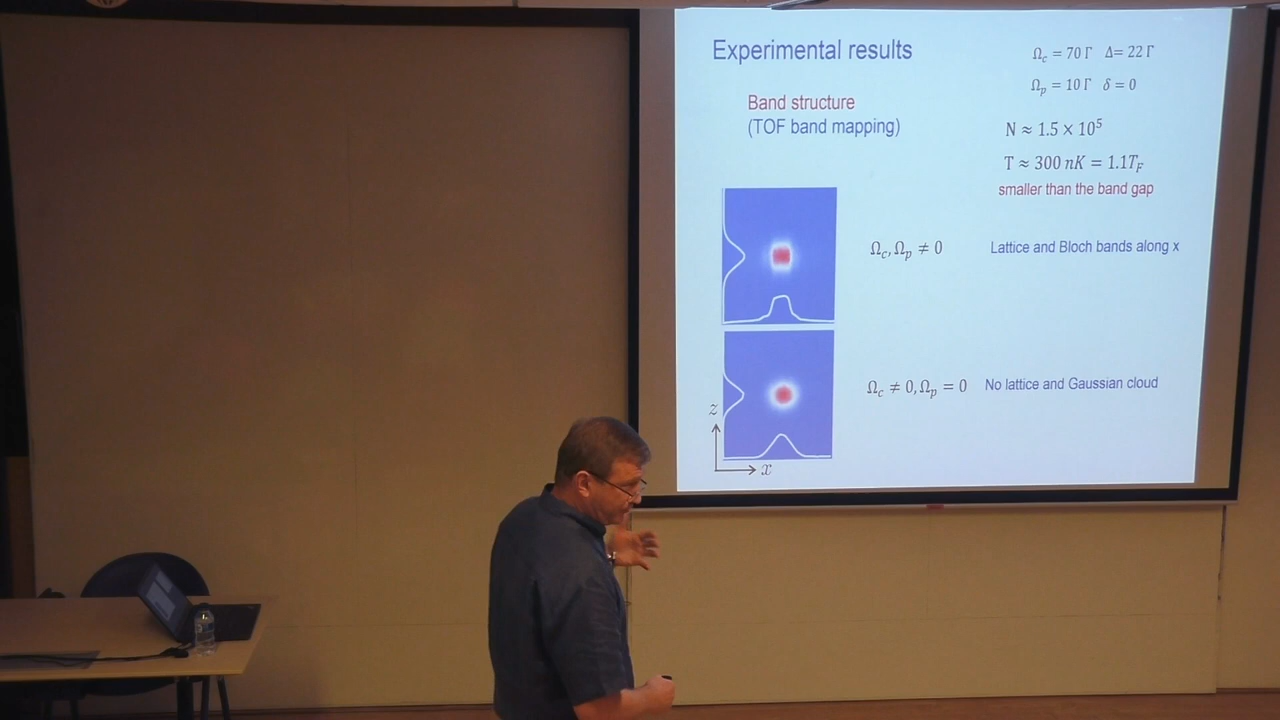 Experimental results
Ω_c = 70 Γ Δ= 22 Γ
Ω_p = 10 Γ δ = 0
Band structure
(TOF band mapping)
N ≈ 1.5 × 10⁵
T ≈ 300 nK = 1.1T_F
smaller than the band gap
Ω_c, Ω_p ≠ 0 Lattice and Bloch bands along x
Ω_c ≠ 0, Ω_p = 0 No lattice and Gaussian cloud
z
x